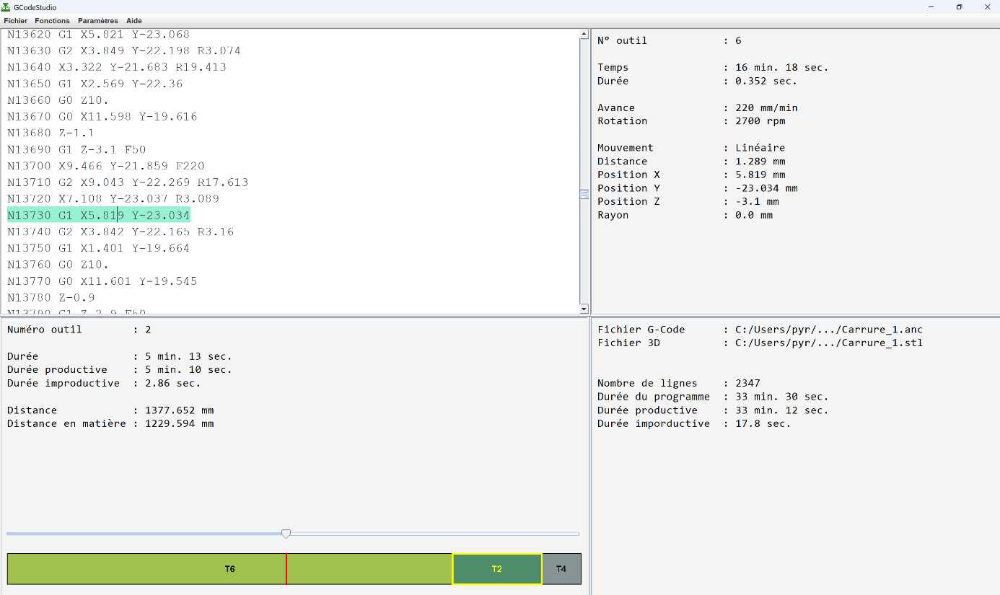 GCodeStudio
Fichier Fonctions Paramètres Aide
N13620 G1 X5.821 Y-23.068
N13630 G2 X3.849 Y-22.198 R3.074
N13640 X3.322 Y-21.683 R19.413
N13650 G1 X2.569 Y-22.36
N13660 G0 Z10.
N13670 G0 X11.598 Y-19.616
N13680 Z-1.1
N13690 G1 Z-3.1 F50
N13700 X9.466 Y-21.859 F220
N13710 G2 X9.043 Y-22.269 R17.613
N13720 X7.108 Y-23.037 R3.089
N13730 G1 X5.819 Y-23.034
N13740 G2 X3.842 Y-22.165 R3.16
N13750 G1 X1.401 Y-19.664
N13760 G0 Z10.
N13770 G0 X11.601 Y-19.545
N13780 Z-0.9
N13790 G1 Z-2.9 F50
N° outil : 6
Temps : 16 min. 18 sec.
Durée : 0.352 sec.
Avance : 220 mm/min
Rotation : 2700 rpm
Mouvement : Linéaire
Distance : 1.289 mm
Position X : 5.819 mm
Position Y : -23.034 mm
Position Z : -3.1 mm
Rayon : 0.0 mm
Numéro outil : 2
Durée : 5 min. 13 sec.
Durée productive : 5 min. 10 sec.
Durée improductive : 2.86 sec.
Distance : 1377.652 mm
Distance en matière : 1229.594 mm
T6 T2 T4
Fichier G-Code : C:/Users/pyr/.../Carrure_1.anc
Fichier 3D : C:/Users/pyr/.../Carrure_1.stl
Nombre de lignes : 2347
Durée du programme : 33 min. 30 sec.
Durée productive : 33 min. 12 sec.
Durée imporductive : 17.8 sec.